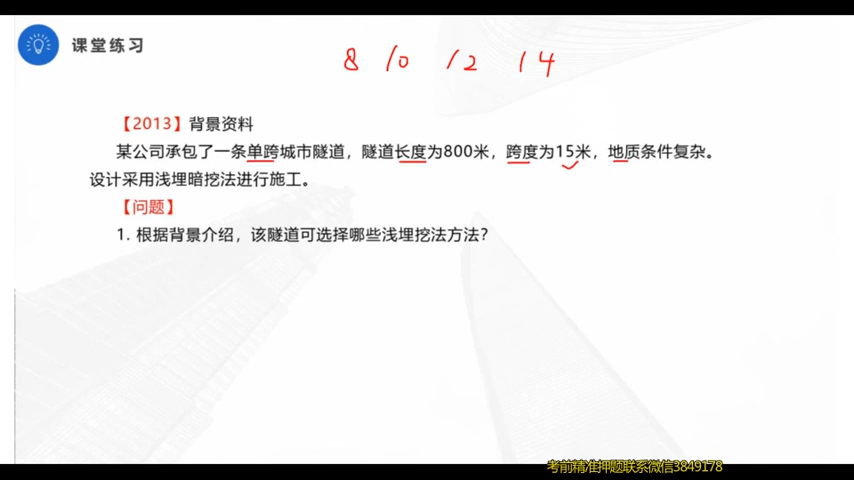 课堂练习
8 10 12 14
【2013】背景资料
某公司承包了一条单跨城市隧道，隧道长度为800米，跨度为15米，地质条件复杂。
设计采用浅埋暗挖法进行施工。
【问题】
1. 根据背景介绍，该隧道可选择哪些浅埋挖法方法？
考前精准押题联系微信3849178